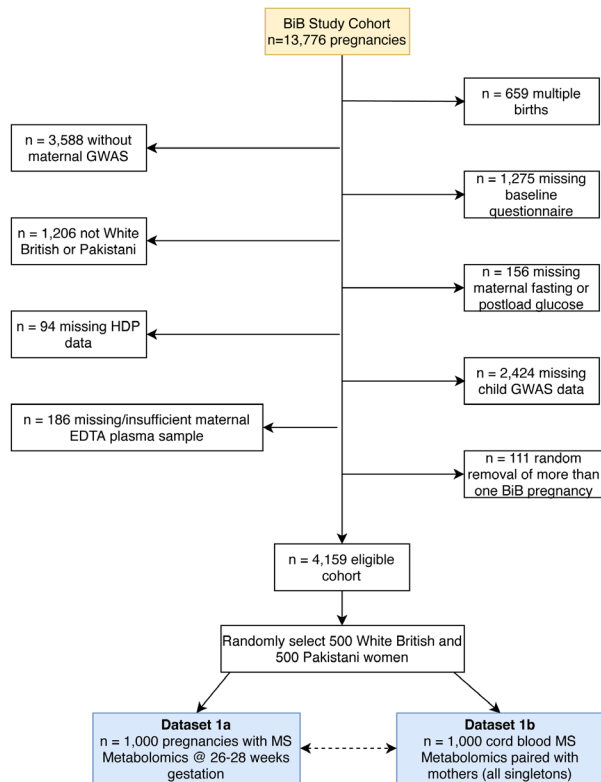 BiB Study Cohort
n=13,776 pregnancies
n = 659 multiple
births
n = 3,588 without
maternal GWAS
n = 1,275 missing
baseline
questionnaire
n = 1,206 not White
British or Pakistani
n = 156 missing
maternal fasting or
postload glucose
n = 94 missing HDP
data
n = 2,424 missing
child GWAS data
n = 186 missing/insufficient maternal
EDTA plasma sample
n = 111 random
removal of more than
one BiB pregnancy
n = 4,159 eligible
cohort
Randomly select 500 White British and
500 Pakistani women
Dataset 1a
n = 1,000 pregnancies with MS
Metabolomics @ 26-28 weeks
gestation
Dataset 1b
n = 1,000 cord blood MS
Metabolomics paired with
mothers (all singletons)